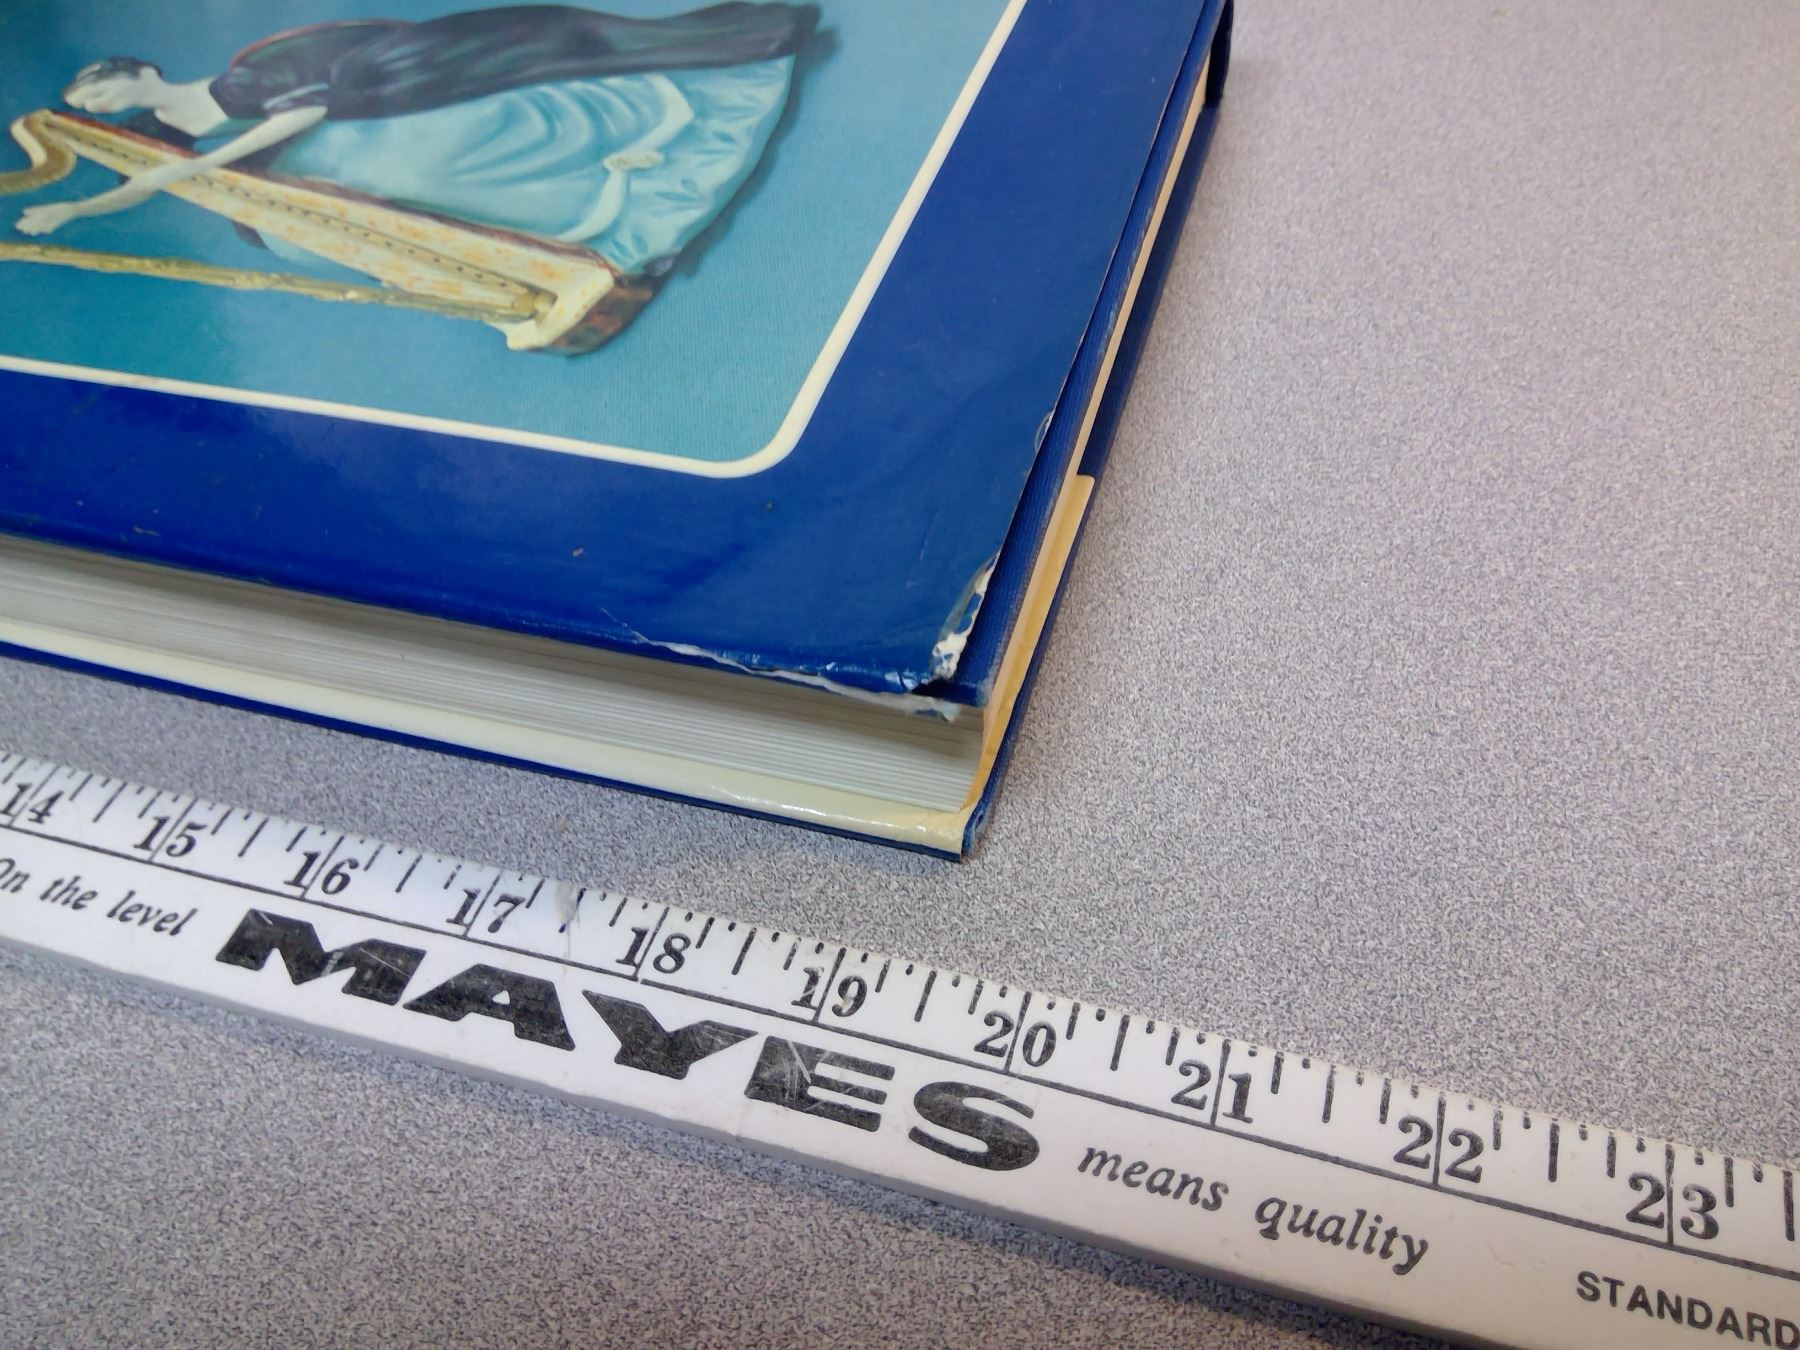 14 15 16 17 18 19 20 21 22 23
On the level MAYES means quality STANDARD